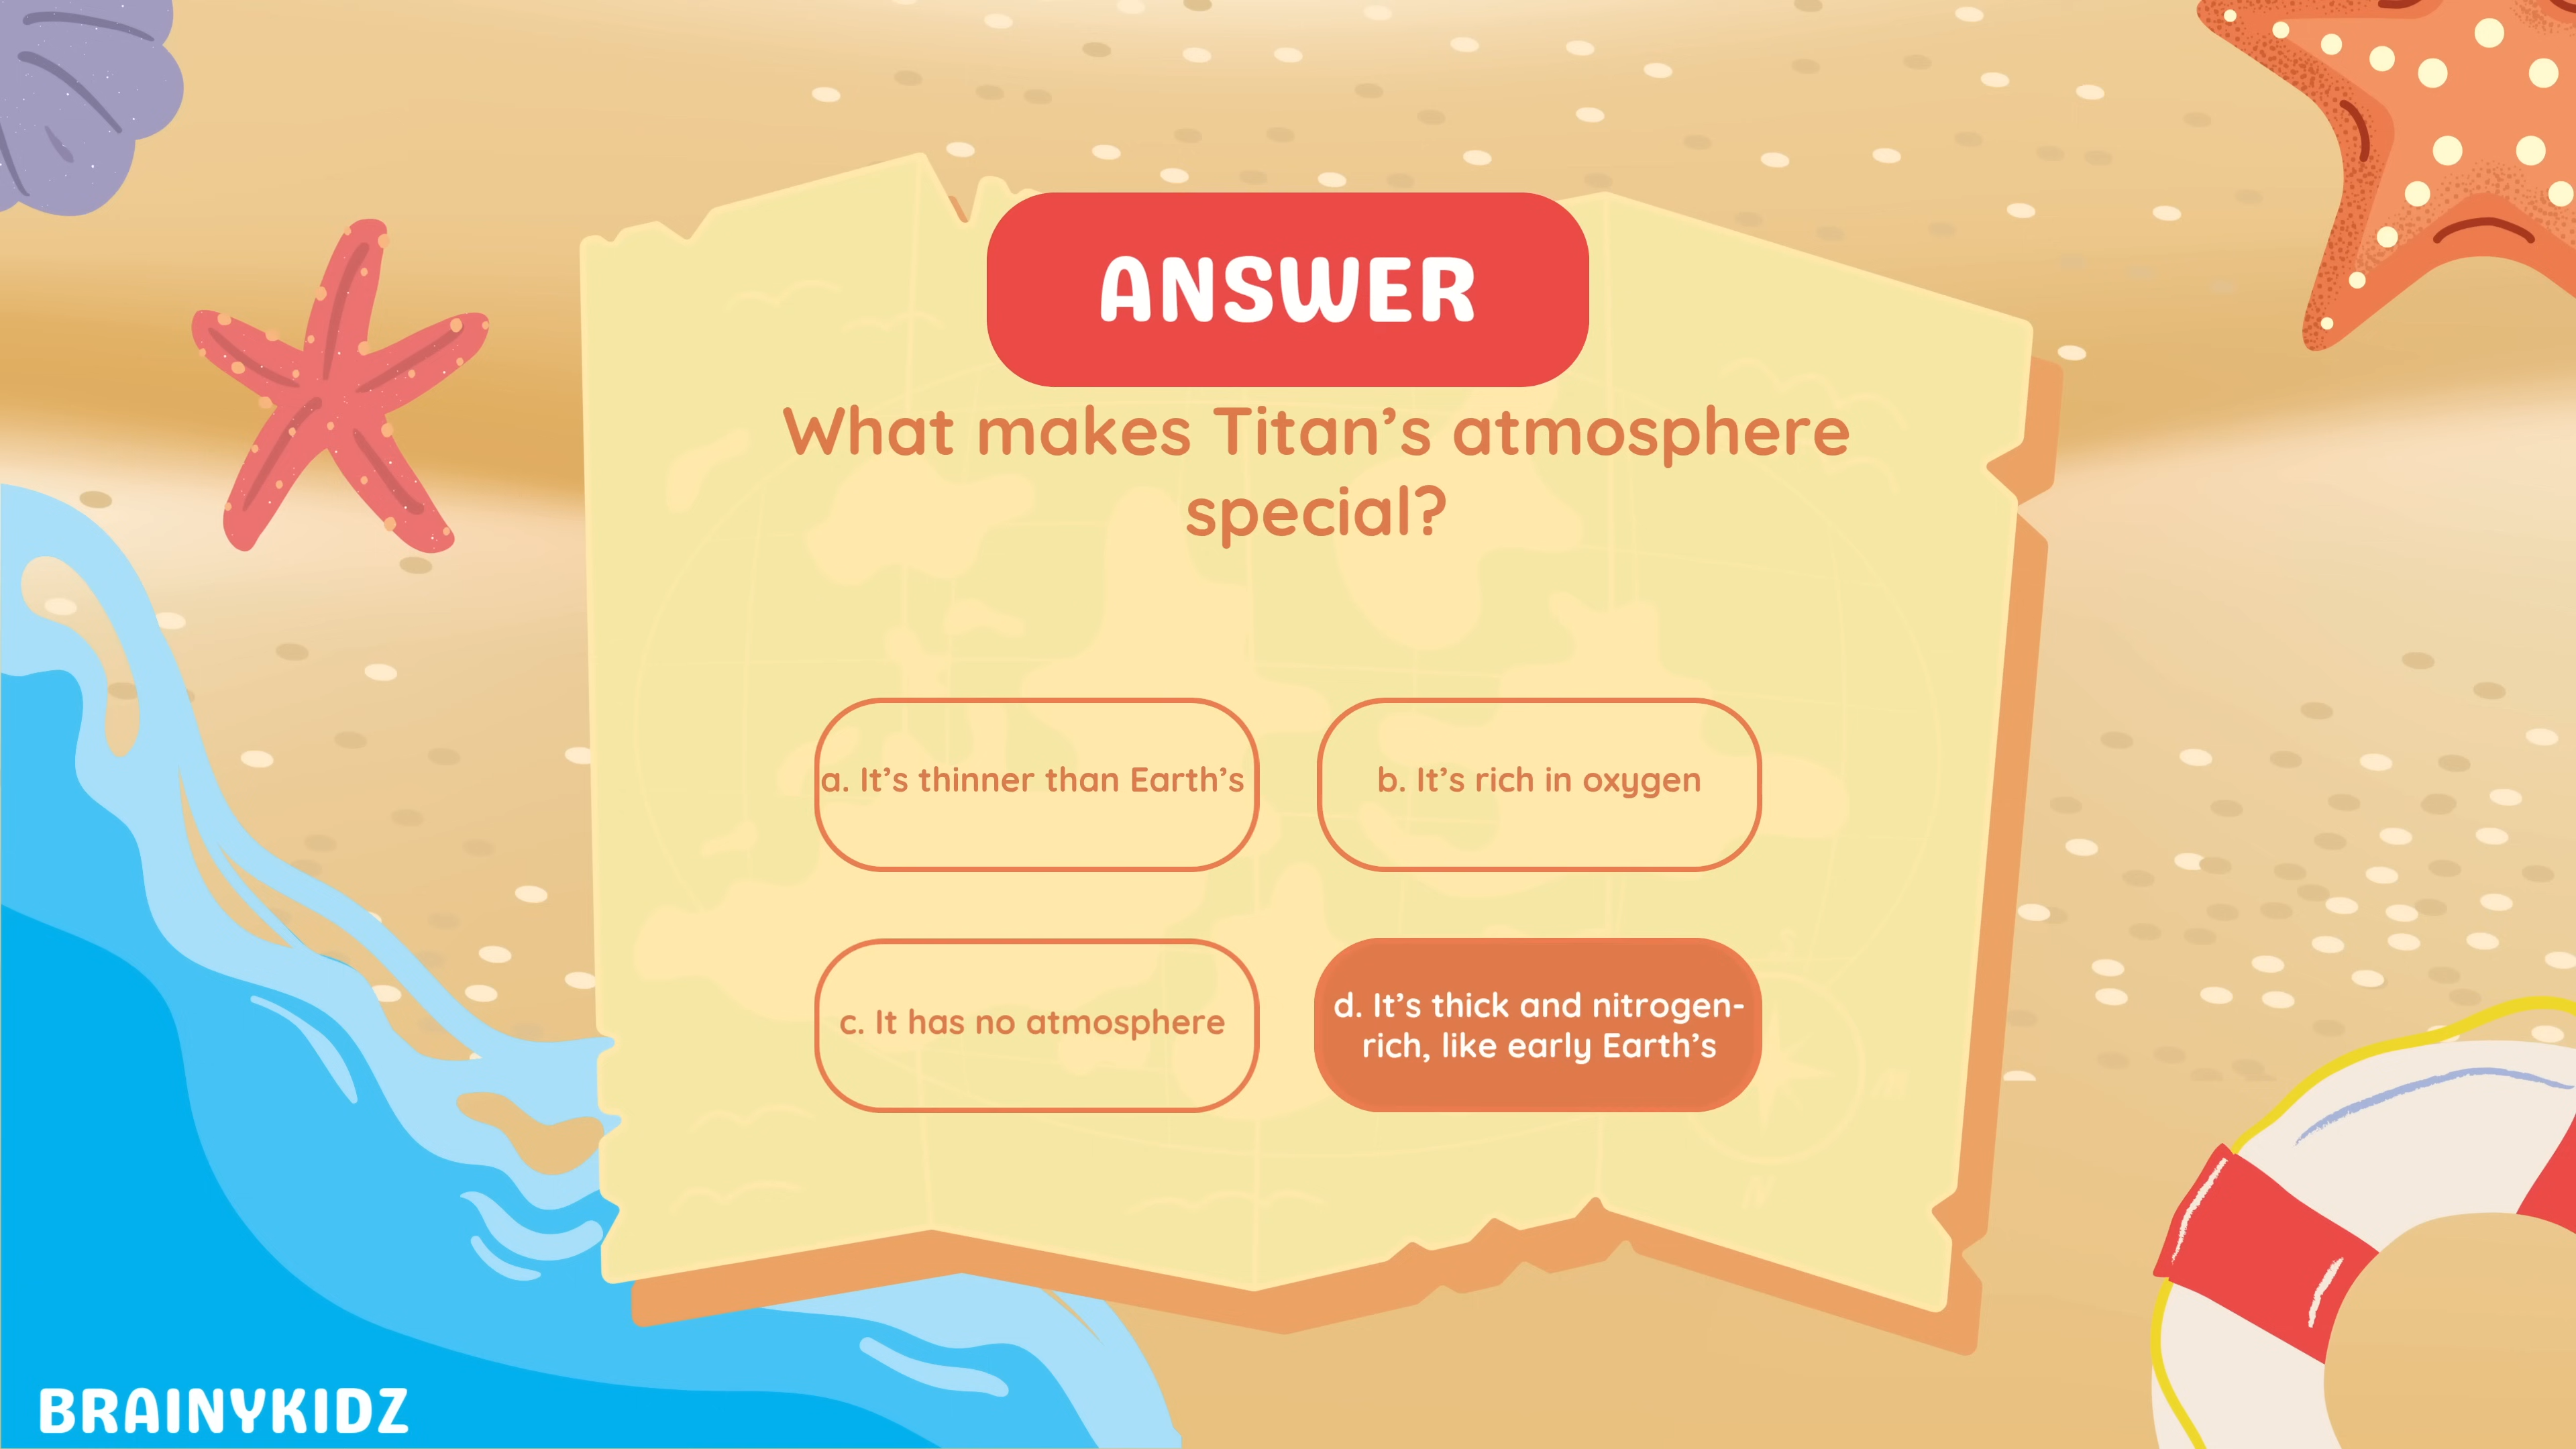 ANSWER
What makes Titan’s atmosphere
special?
a. It’s thinner than Earth’s
b. It’s rich in oxygen
c. It has no atmosphere
d. It’s thick and nitrogen-
rich, like early Earth’s
BRAINYKIDZ